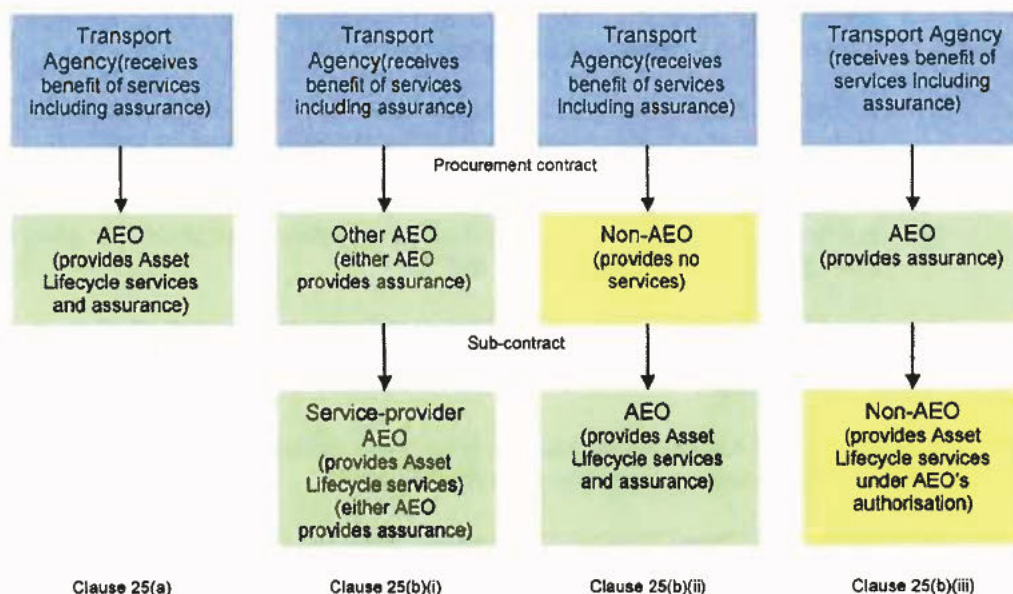 Transport
Agency(receives
benefit of services
including assurance)
Transport
Agency(receives
benefit of services
including assurance)
Transport
Agency(receives
benefit of services
including assurance)
Transport Agency
(receives benefit of
services including
assurance)
Procurement contract
AEO
(provides Asset
Lifecycle services
and assurance)
Other AEO
(either AEO
provides assurance)
Non-AEO
(provides no
services)
AEO
(provides assurance)
Sub-contract
Service-provider
AEO
(provides Asset
Lifecycle services)
(either AEO
provides assurance)
AEO
(provides Asset
Lifecycle services
and assurance)
Non-AEO
(provides Asset
Lifecycle services
under AEO's
authorisation)
Clause 25(a)
Clause 25(b)(i)
Clause 25(b)(ii)
Clause 25(b)(iii)